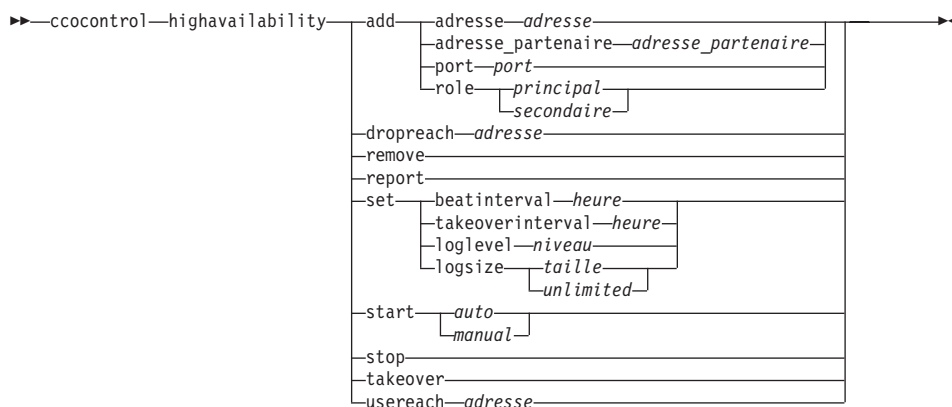 ccocontrol highavailability add adresse adresse
adresse_partenaire adresse_partenaire
port port
role principal
secondaire
dropreach adresse
remove
report
set beatinterval heure
takeoverinterval heure
loglevel niveau
logsize taille
unlimited
start auto
manual
stop
takeover
usereach adresse